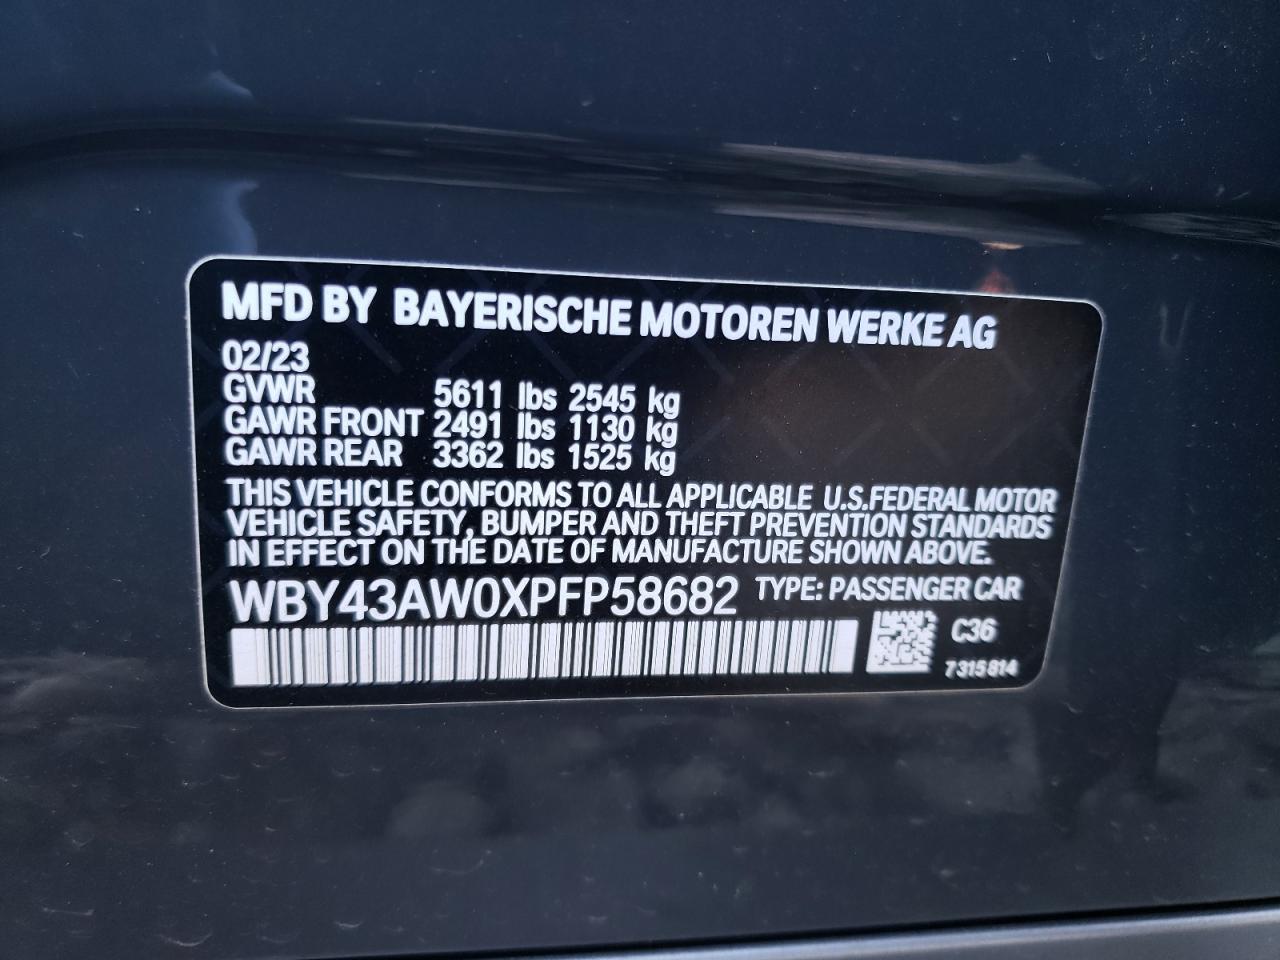 MFD BY BAYERISCHE MOTOREN WERKE AG
02/23
GVWR 5611 lbs 2545 kg
GAWR FRONT 2491 lbs 1130 kg
GAWR REAR 3362 lbs 1525 kg
THIS VEHICLE CONFORMS TO ALL APPLICABLE U.S.FEDERAL MOTOR
VEHICLE SAFETY, BUMPER AND THEFT PREVENTION STANDARDS
IN EFFECT ON THE DATE OF MANUFACTURE SHOWN ABOVE.
WBY43AW0XPFP58682 TYPE: PASSENGER CAR
C36
7315814